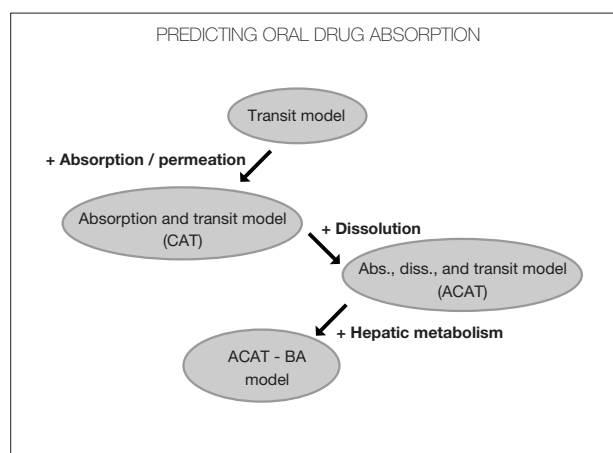 PREDICTING ORAL DRUG ABSORPTION
Transit model
+ Absorption / permeation
Absorption and transit model
(CAT)
+ Dissolution
Abs., diss., and transit model
(ACAT)
+ Hepatic metabolism
ACAT - BA
model